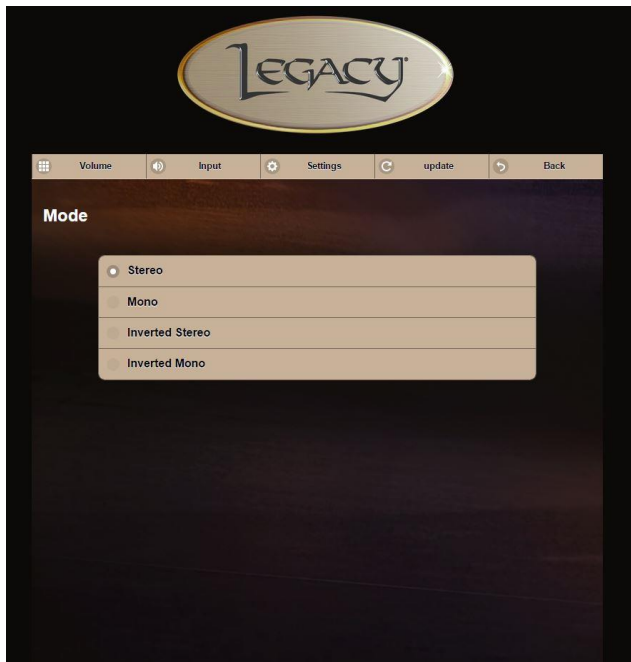 LEGACY
Volume Input Settings update Back
Mode
Stereo
Mono
Inverted Stereo
Inverted Mono